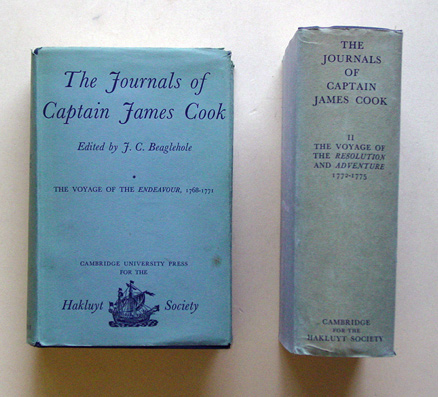 The Journals of
Captain James Cook
Edited by J. C. Beaglehole
THE VOYAGE OF THE ENDEAVOUR, 1768-1771
CAMBRIDGE UNIVERSITY PRESS
FOR THE
Hakluyt Society
THE
JOURNALS
OF
CAPTAIN
JAMES COOK
II
THE VOYAGE OF
THE RESOLUTION
AND ADVENTURE
1772-1775
CAMBRIDGE
FOR THE
HAKLUYT SOCIETY